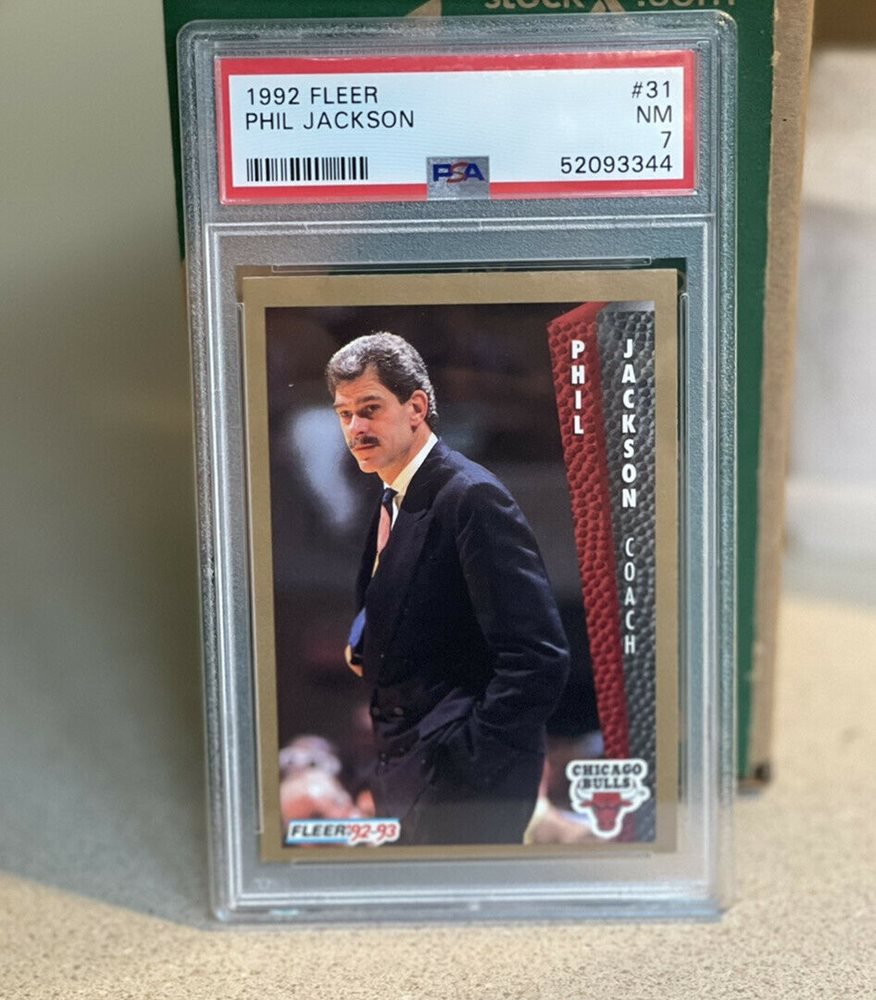 1992 FLEER #31
PHIL JACKSON NM
7
PSA 52093344
PHIL
JACKSON COACH
CHICAGO
BULLS
FLEER '92-93